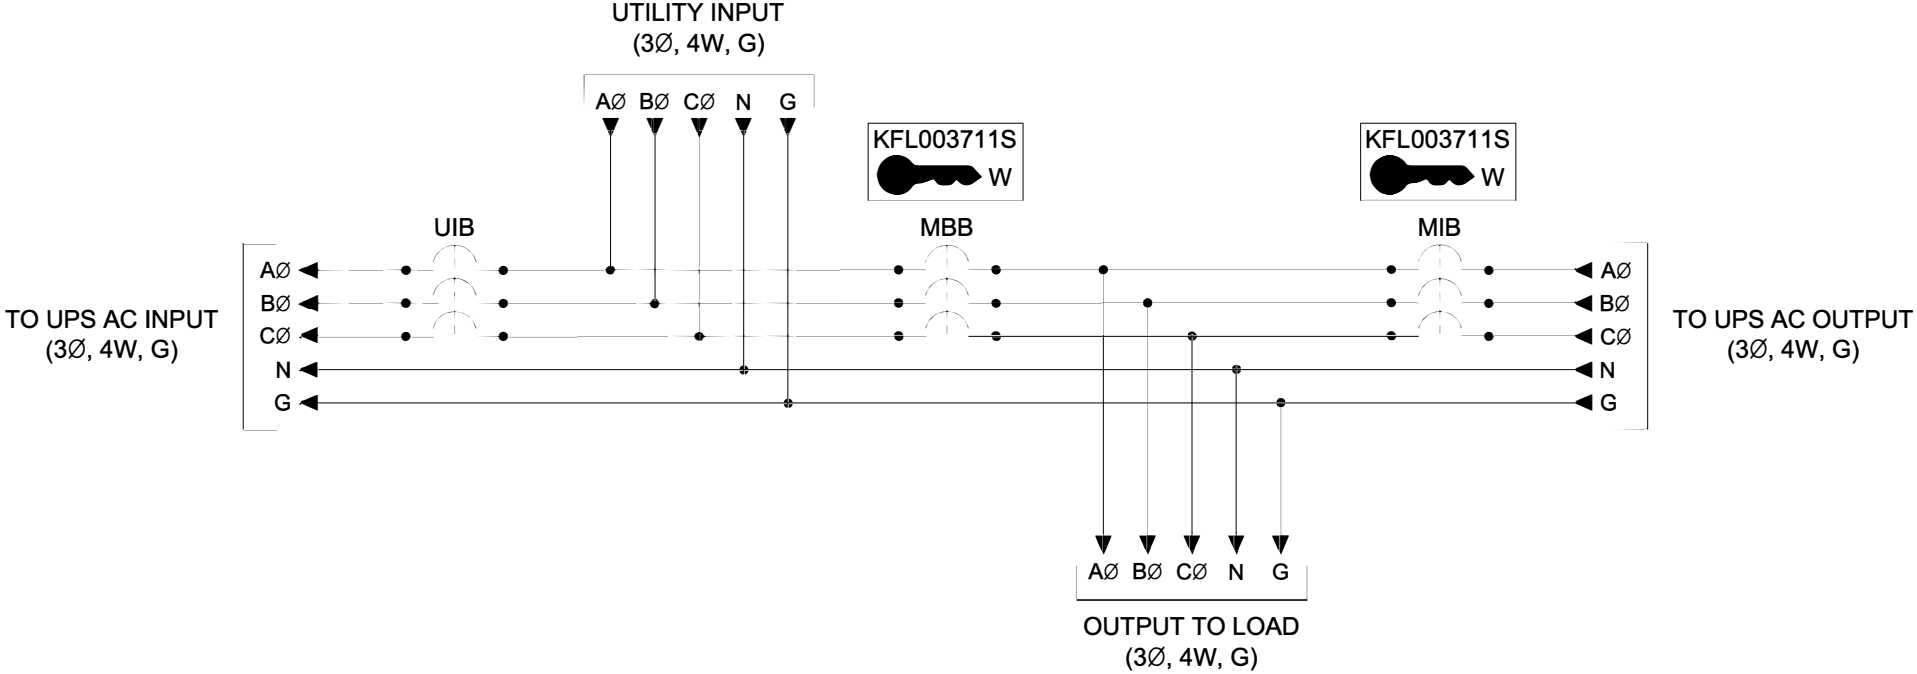 UTILITY INPUT
(3Ø, 4W, G)
AØ BØ CØ N G
KFL003711S
W
KFL003711S
W
UIB
MBB
MIB
TO UPS AC INPUT
(3Ø, 4W, G)
AØ
BØ
CØ
N
G
AØ
BØ
CØ
N
G
TO UPS AC OUTPUT
(3Ø, 4W, G)
AØ BØ CØ N G
OUTPUT TO LOAD
(3Ø, 4W, G)